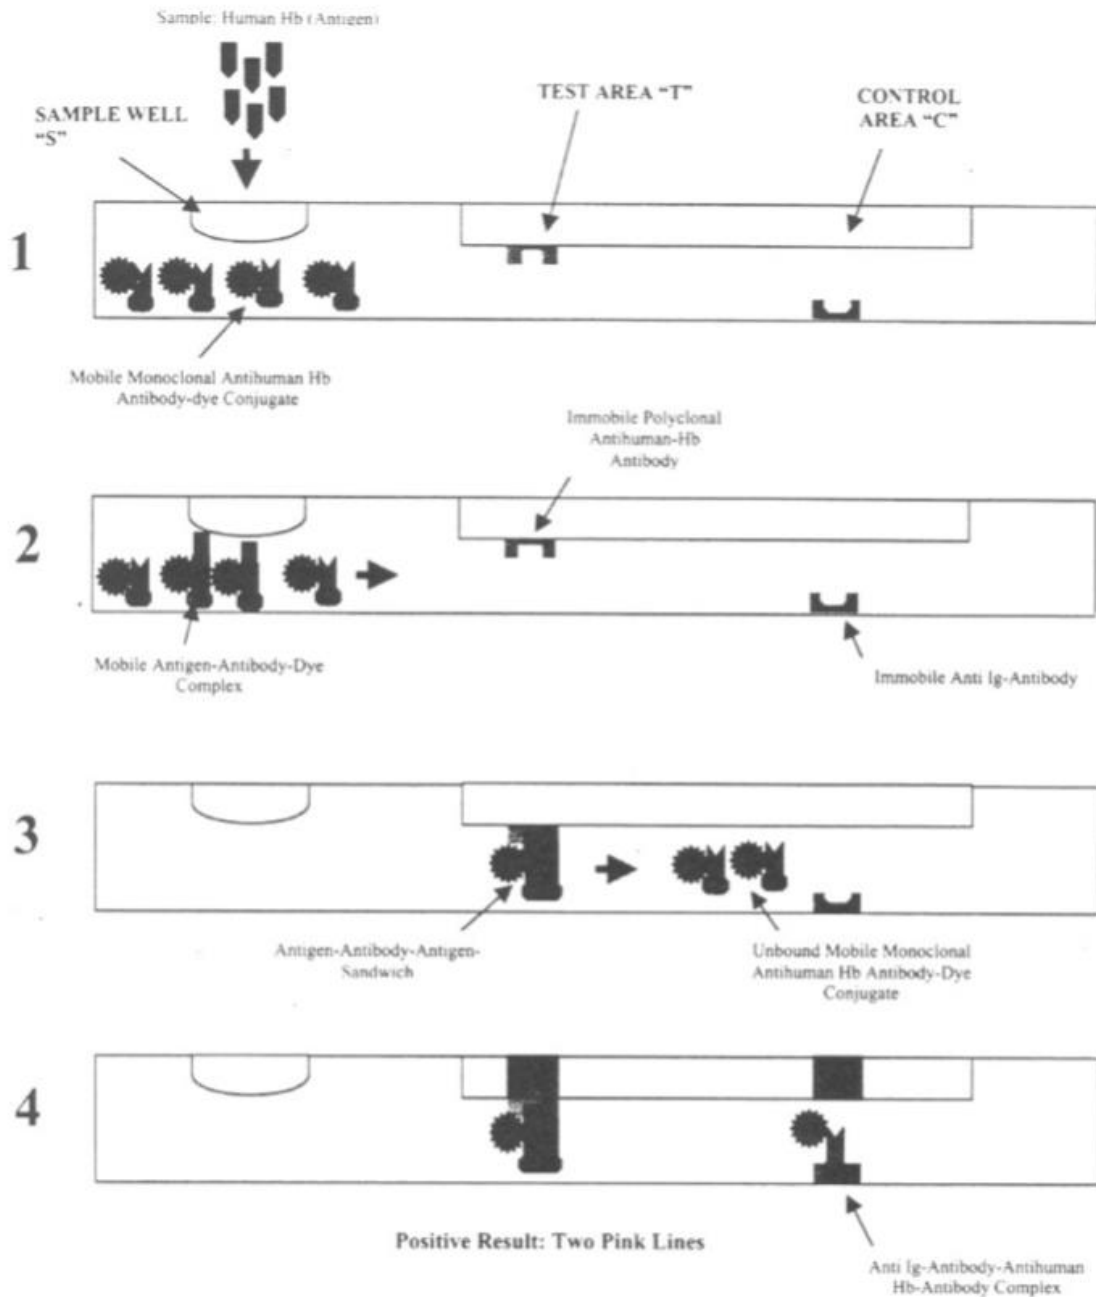 Sample: Human Hb (Antigen)
SAMPLE WELL
"S"
TEST AREA "T"
CONTROL
AREA "C"
1
Mobile Monoclonal Antihuman Hb
Antibody-dye Conjugate
Immobile Polyclonal
Antihuman-Hb
Antibody
2
Mobile Antigen-Antibody-Dye
Complex
Immobile Anti Ig-Antibody
3
Antigen-Antibody-Antigen-
Sandwich
Unbound Mobile Monoclonal
Antihuman Hb Antibody-Dye
Conjugate
4
Positive Result: Two Pink Lines
Anti Ig-Antibody-Antihuman
Hb-Antibody Complex